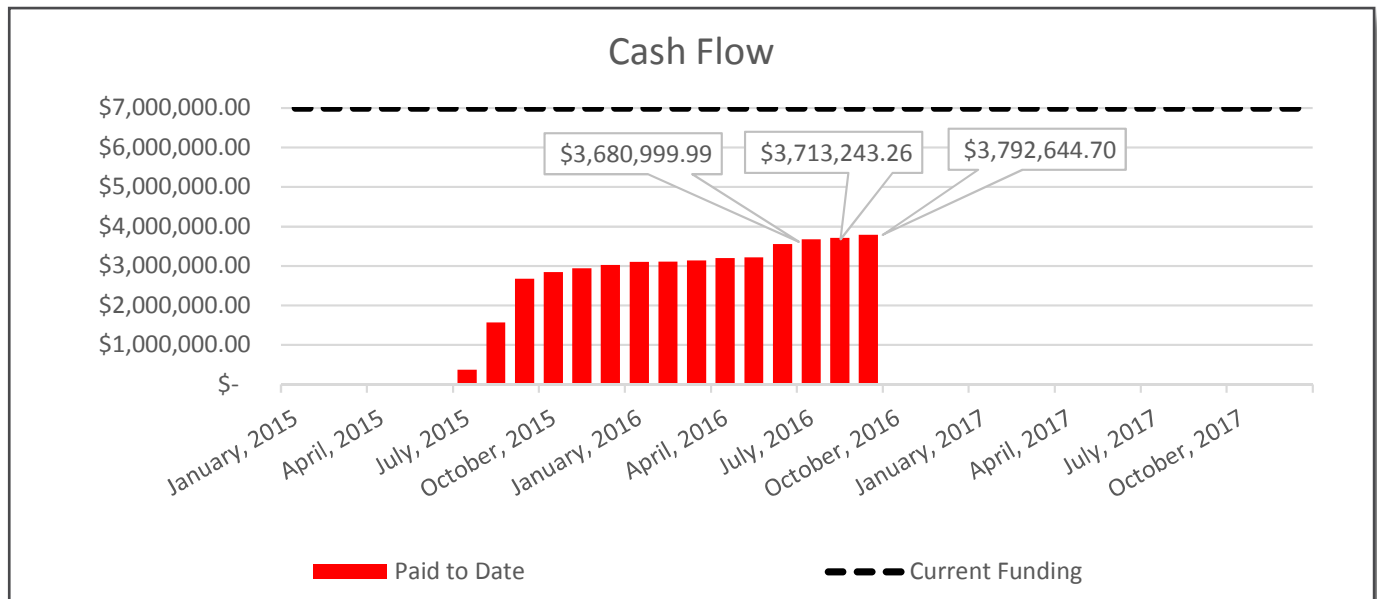 Cash Flow
$7,000,000.00
$6,000,000.00
$5,000,000.00
$4,000,000.00
$3,000,000.00
$2,000,000.00
$1,000,000.00
$-
$3,680,999.99
$3,713,243.26
$3,792,644.70
January, 2015
April, 2015
July, 2015
October, 2015
January, 2016
April, 2016
July, 2016
October, 2016
January, 2017
April, 2017
July, 2017
October, 2017
Paid to Date
Current Funding